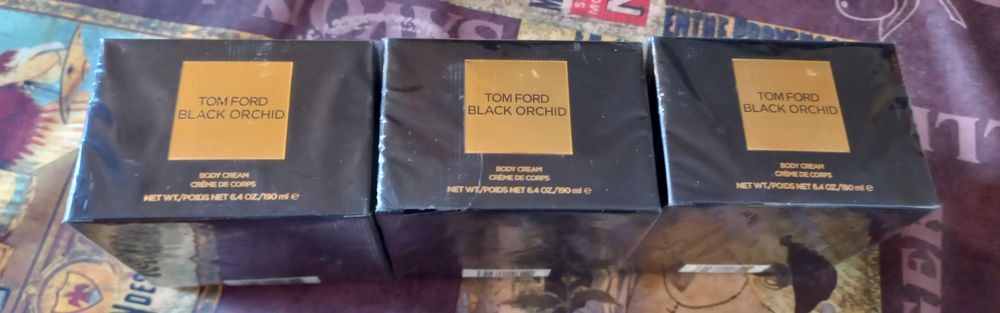 TOM FORD
BLACK ORCHID
BODY CREAM
CRÈME DE CORPS
NET WT./POIDS NET 6.4 OZ./190 ml e
TOM FORD
BLACK ORCHID
BODY CREAM
CRÈME DE CORPS
NET WT./POIDS NET 6.4 OZ./190 ml e
TOM FORD
BLACK ORCHID
BODY CREAM
CRÈME DE CORPS
NET WT./POIDS NET 6.4 OZ./190 ml e